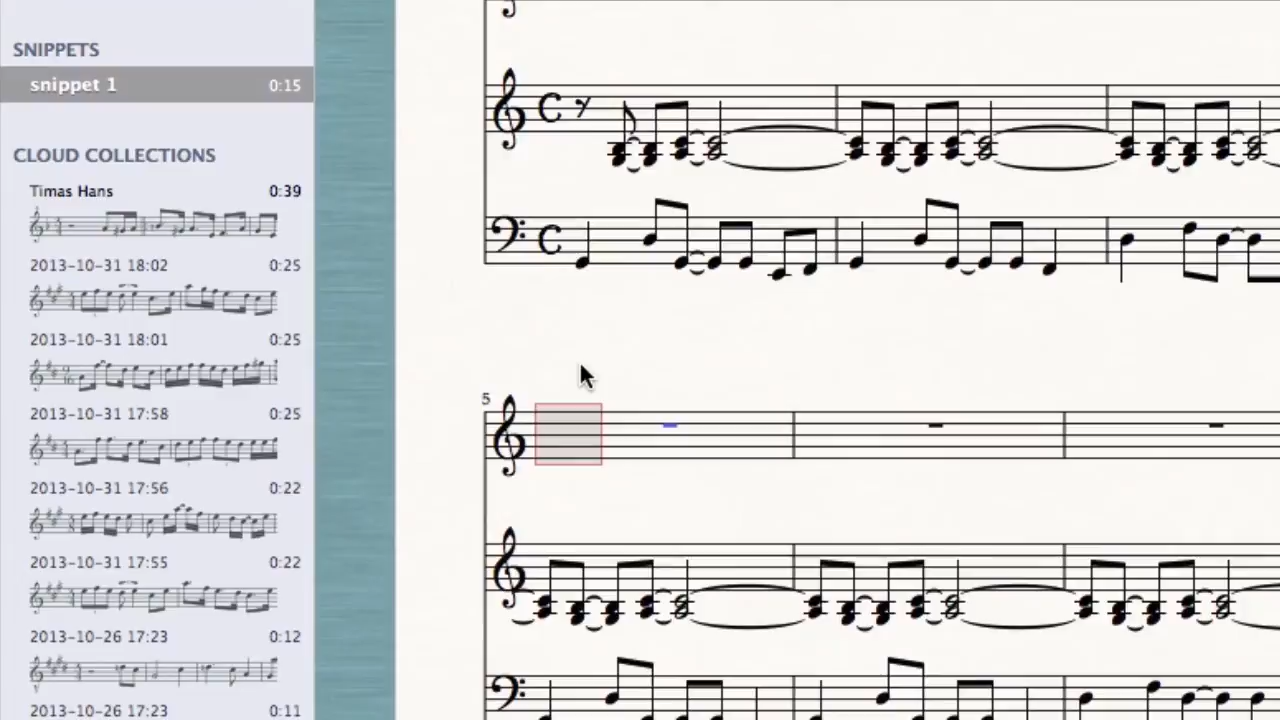 SNIPPETS
snippet 1 0:15
CLOUD COLLECTIONS
Timas Hans 0:39
2013-10-31 18:02 0:25
2013-10-31 18:01 0:25
2013-10-31 17:58 0:25
2013-10-31 17:56 0:22
2013-10-31 17:55 0:22
2013-10-26 17:23 0:12
2013-10-26 17:23 0:11
5